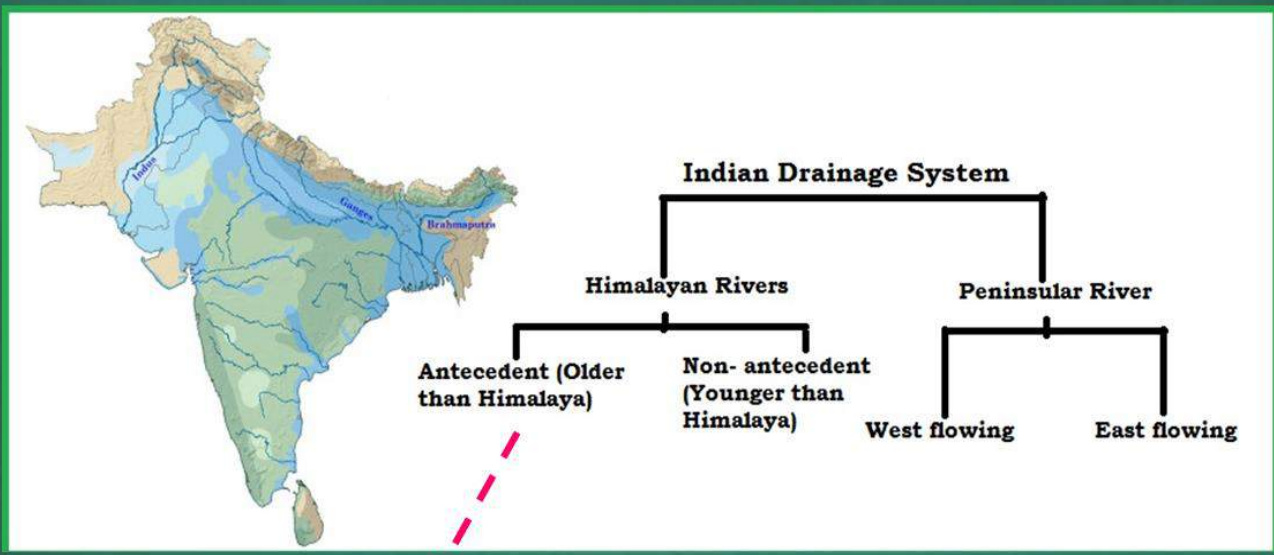 Indus
Ganges
Brahmaputra
Indian Drainage System
Himalayan Rivers
Peninsular River
Antecedent (Older
than Himalaya)
Non- antecedent
(Younger than
Himalaya)
West flowing
East flowing